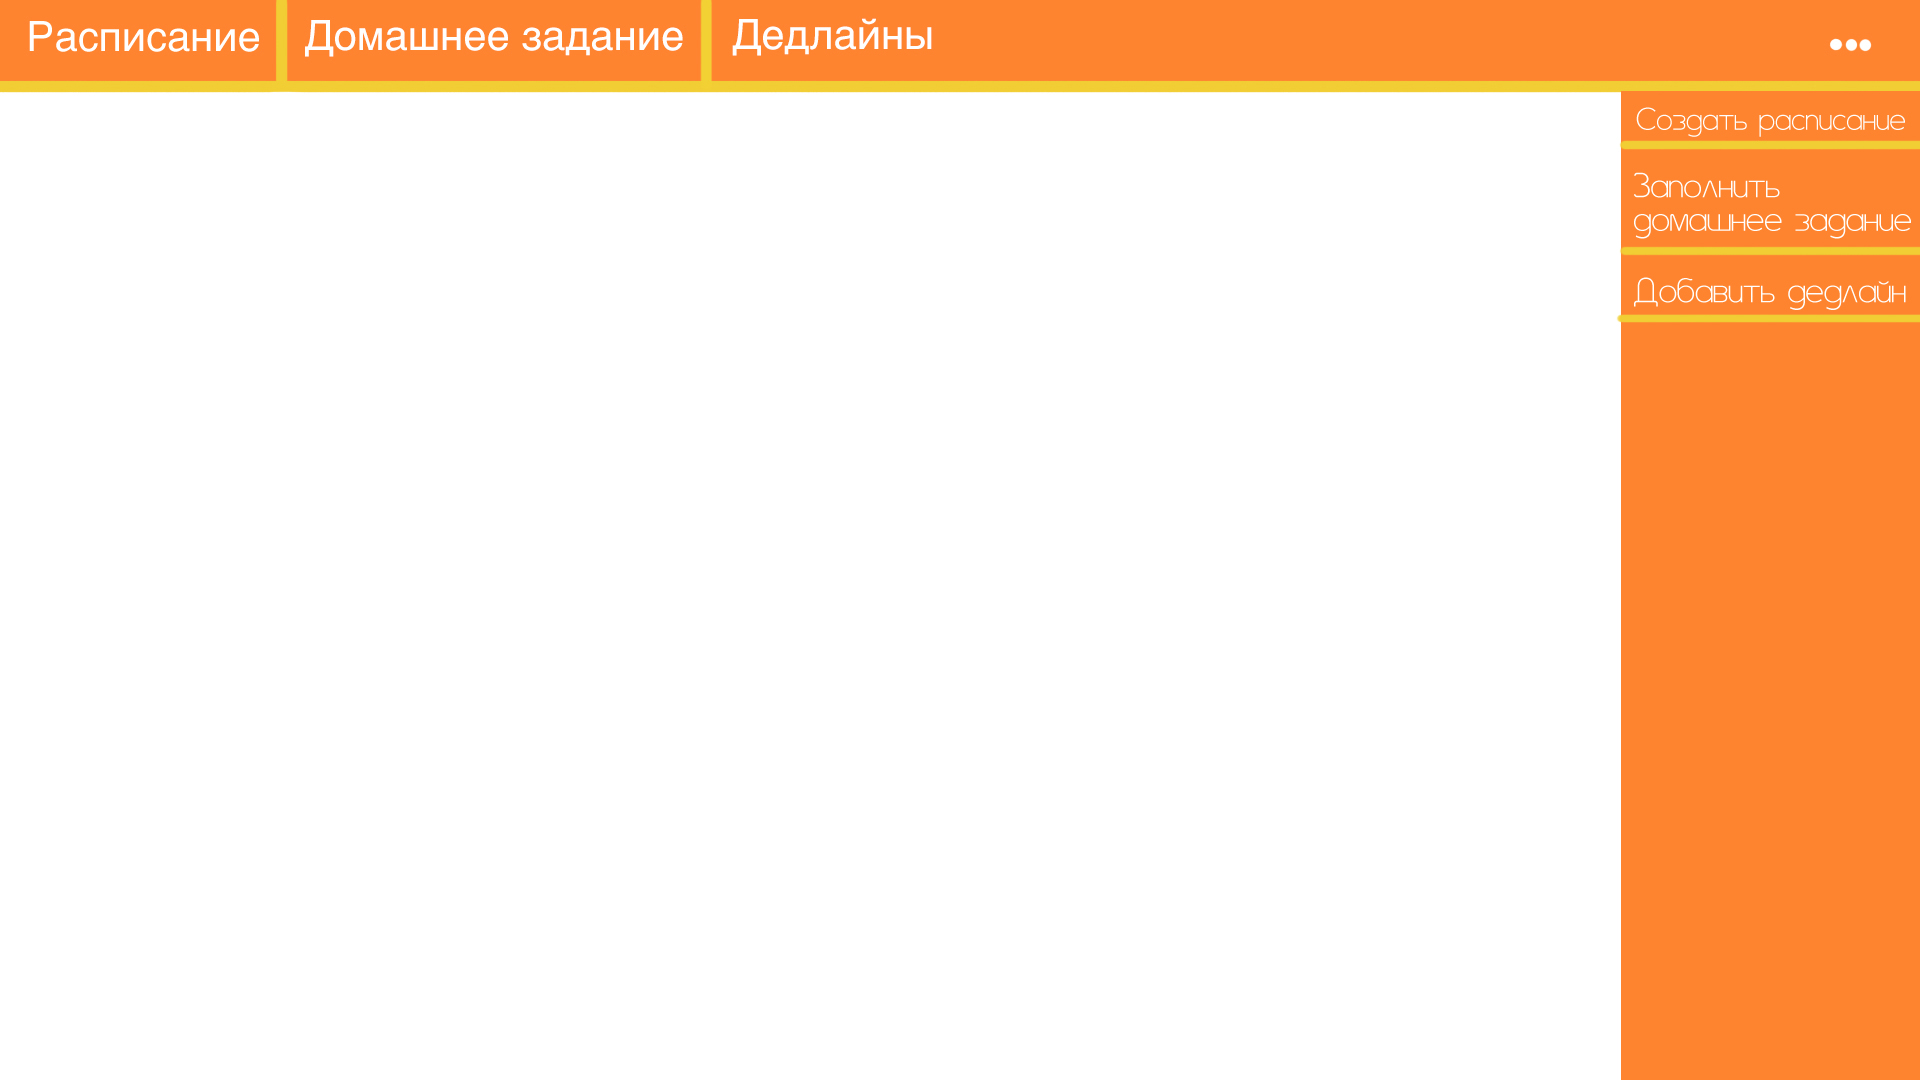 Расписание
Домашнее задание
Дедлайны
Создать расписание
Заполнить
домашнее задание
Добавить дедлайн